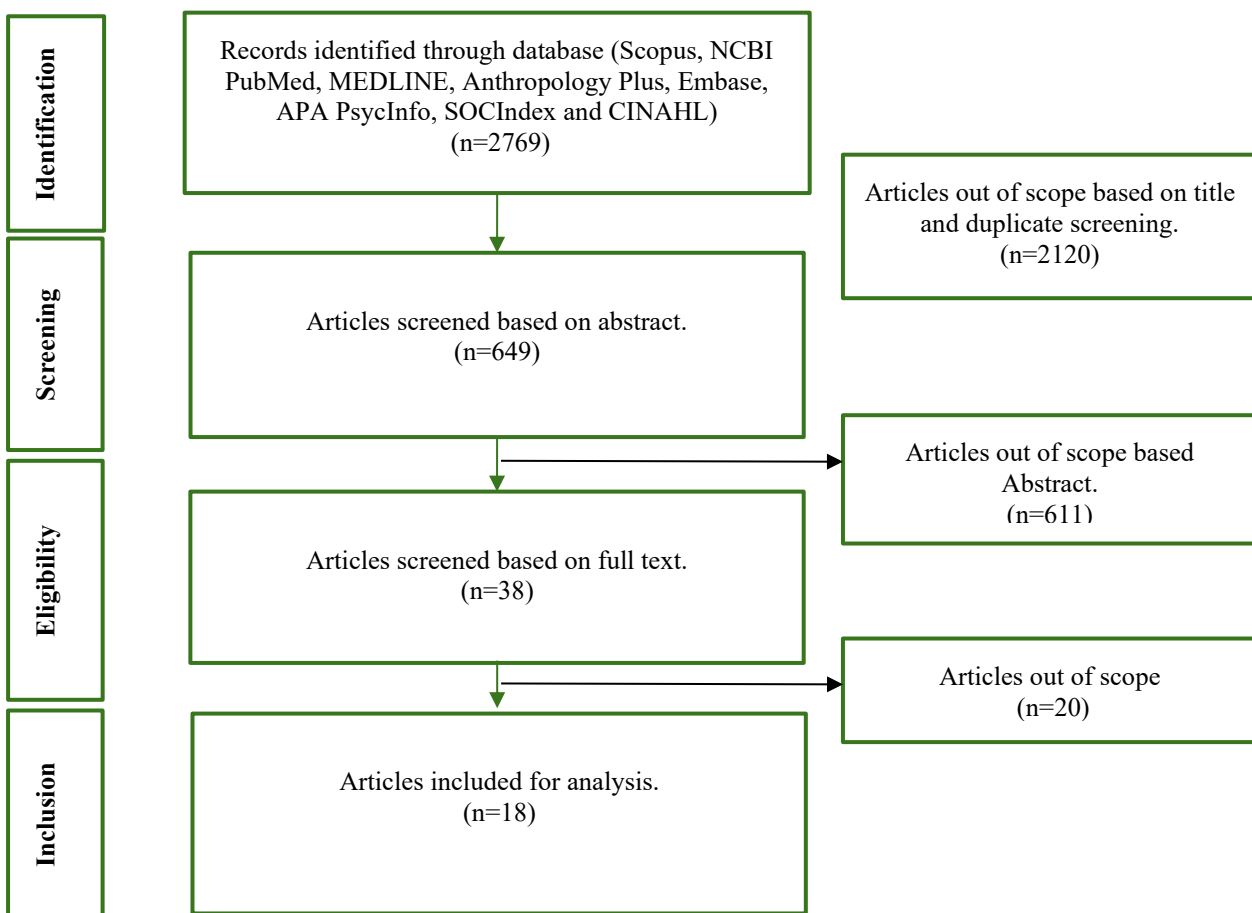 Identification
Records identified through database (Scopus, NCBI
PubMed, MEDLINE, Anthropology Plus, Embase,
APA PsycInfo, SOCIndex and CINAHL)
(n=2769)
Articles out of scope based on title
and duplicate screening.
(n=2120)
Screening
Articles screened based on abstract.
(n=649)
Articles out of scope based
Abstract.
(n=611)
Eligibility
Articles screened based on full text.
(n=38)
Articles out of scope
(n=20)
Inclusion
Articles included for analysis.
(n=18)